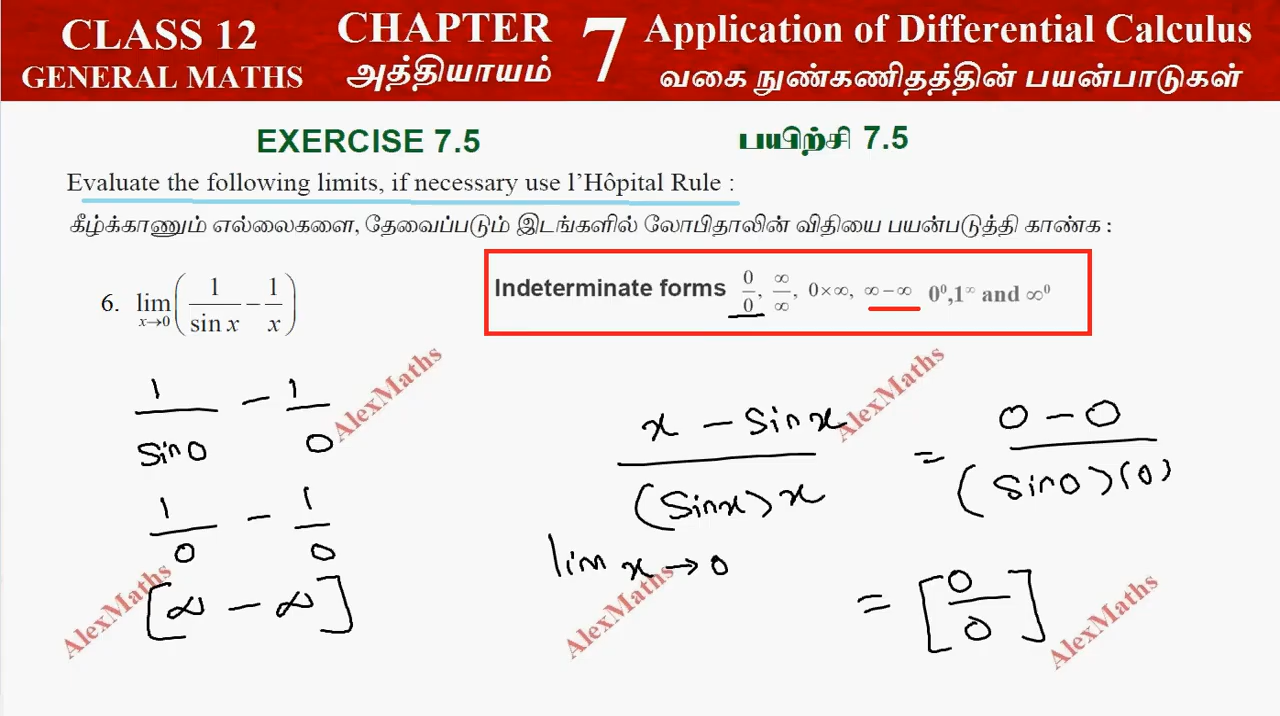 CLASS 12
GENERAL MATHS
CHAPTER
அத்தியாயம்
7
Application of Differential Calculus
வகை நுண்கணிதத்தின் பயன்பாடுகள்
EXERCISE 7.5
பயிற்சி 7.5
Evaluate the following limits, if necessary use l’Hôpital Rule :
கீழ்க்காணும் எல்லைகளை, தேவைப்படும் இடங்களில் லோபிதாலின் விதியை பயன்படுத்தி காண்க :
6. lim x→0 (1/sin x − 1/x)
Indeterminate forms 0/0, ∞/∞, 0×∞, ∞−∞ 0⁰,1^∞ and ∞⁰
1/sin0 − 1/0
1/0 − 1/0
[∞ − ∞]
x − sinx/(sinx)x
lim x→0
= 0 − 0/(sin0)(0)
= [0/0]
AlexMaths
AlexMaths
AlexMaths
AlexMaths
AlexMaths